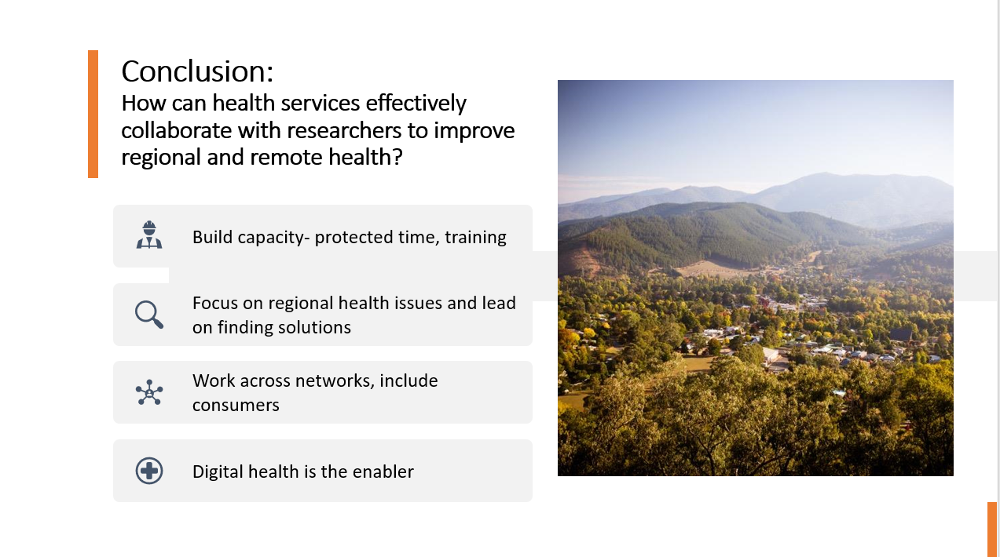 Conclusion:
How can health services effectively
collaborate with researchers to improve
regional and remote health?
Build capacity- protected time, training
Focus on regional health issues and lead
on finding solutions
Work across networks, include
consumers
Digital health is the enabler